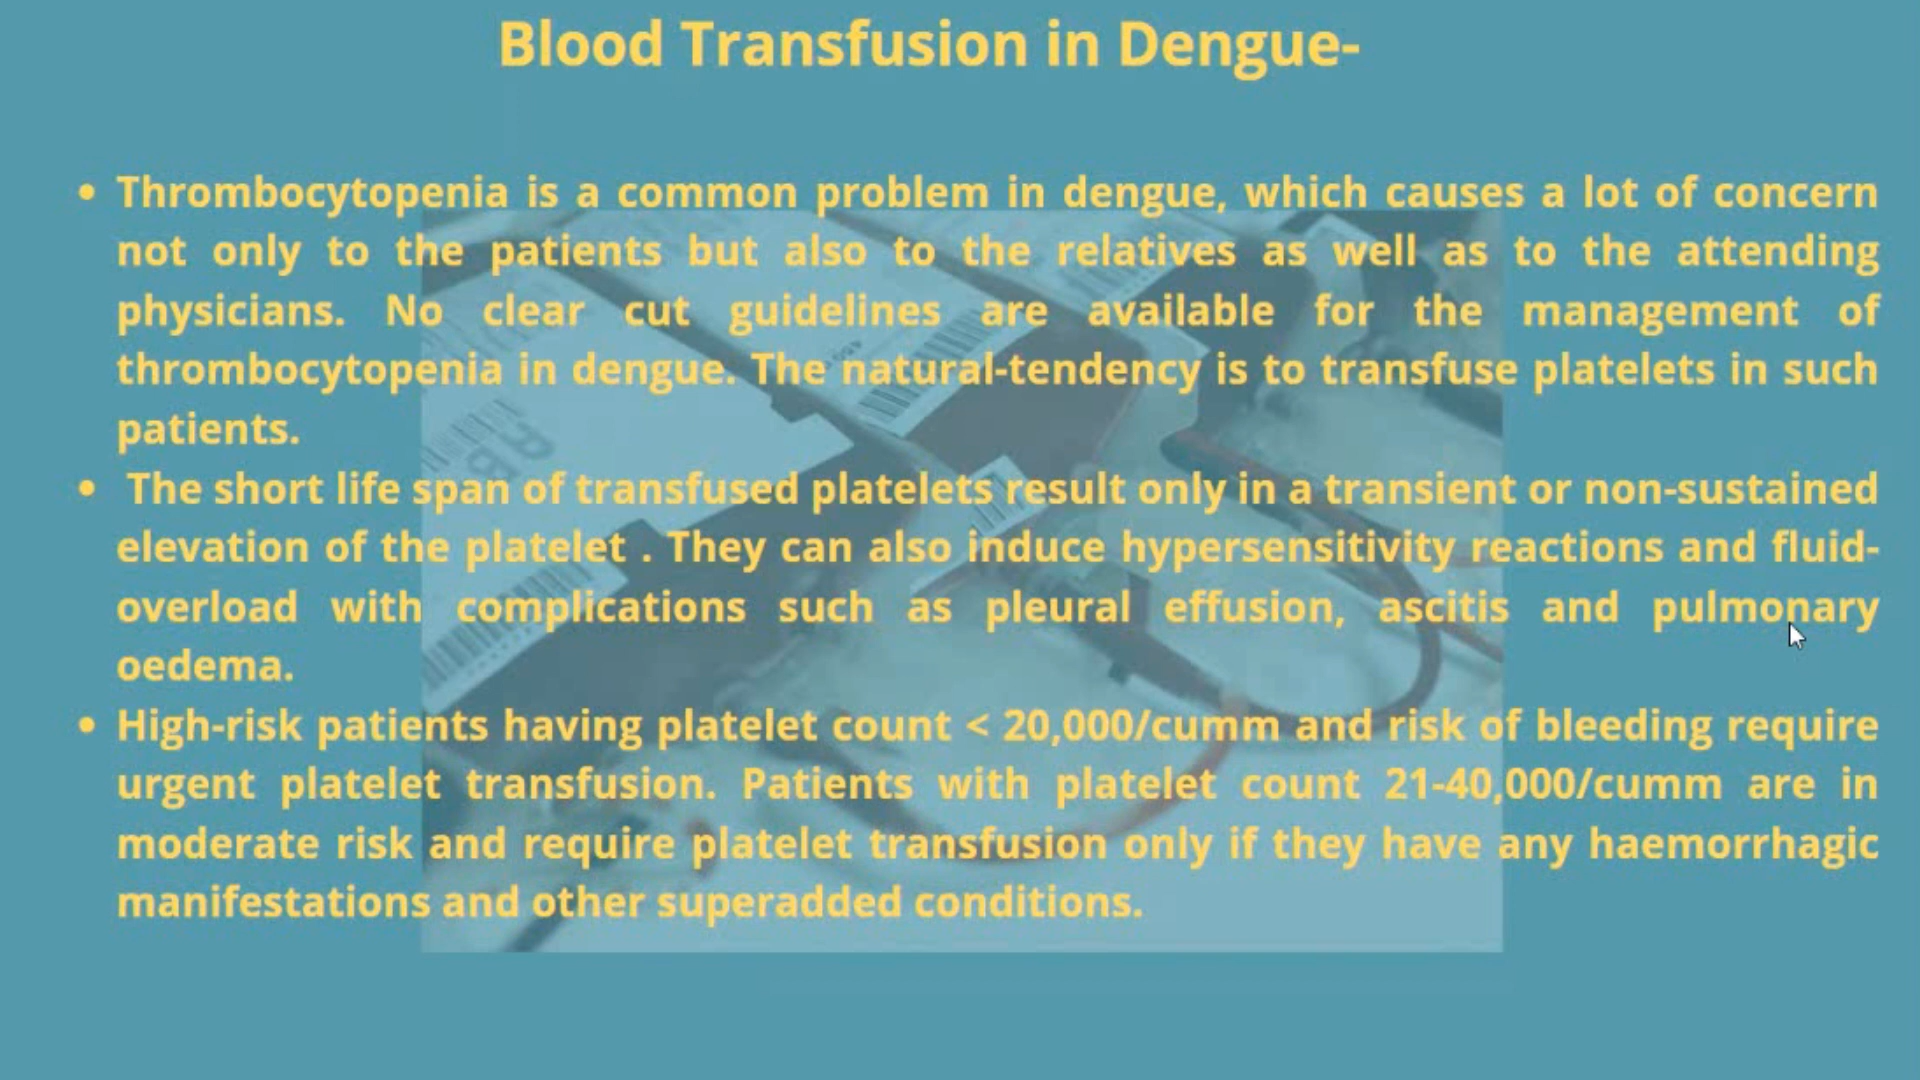 Blood Transfusion in Dengue-
• Thrombocytopenia is a common problem in dengue, which causes a lot of concern
not only to the patients but also to the relatives as well as to the attending
physicians. No clear cut guidelines are available for the management of
thrombocytopenia in dengue. The natural-tendency is to transfuse platelets in such
patients.
• The short life span of transfused platelets result only in a transient or non-sustained
elevation of the platelet . They can also induce hypersensitivity reactions and fluid-
overload with complications such as pleural effusion, ascitis and pulmonary
oedema.
• High-risk patients having platelet count < 20,000/cumm and risk of bleeding require
urgent platelet transfusion. Patients with platelet count 21-40,000/cumm are in
moderate risk and require platelet transfusion only if they have any haemorrhagic
manifestations and other superadded conditions.